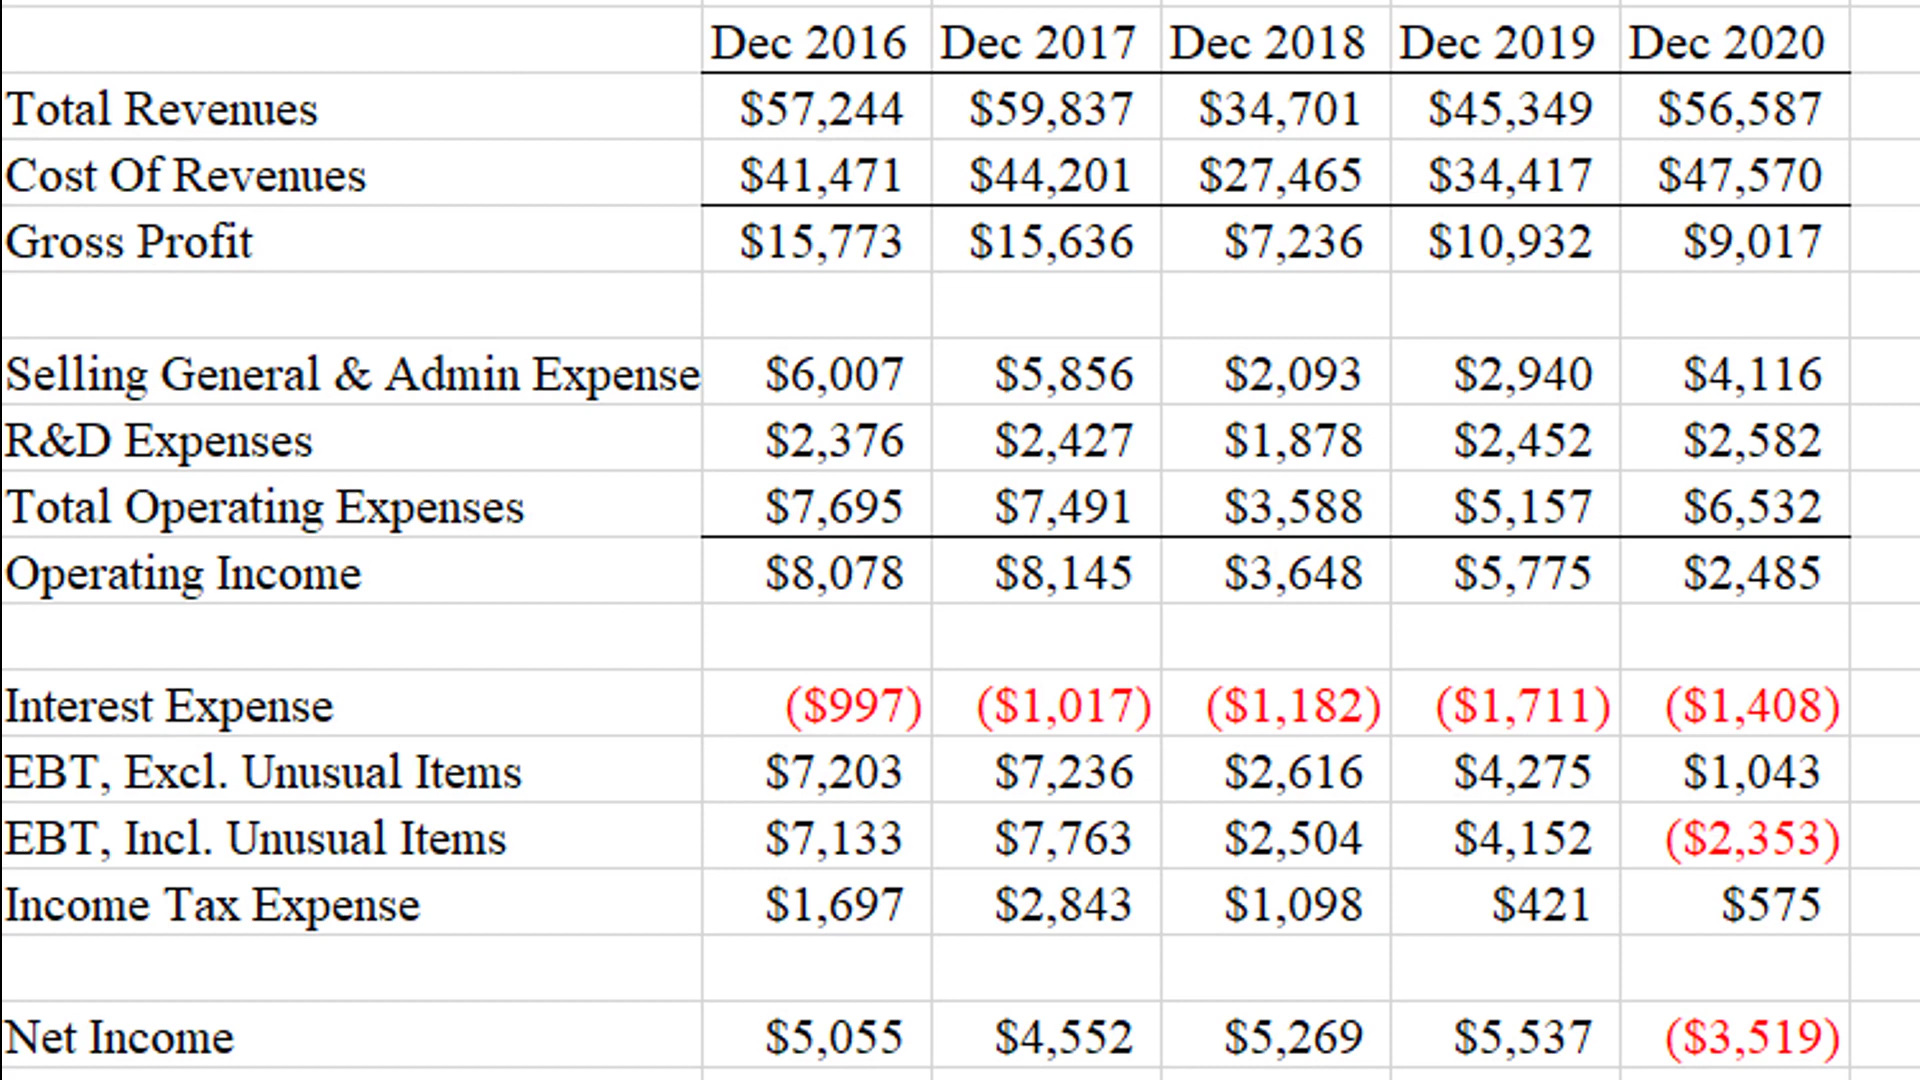 Dec 2016 Dec 2017 Dec 2018 Dec 2019 Dec 2020
Total Revenues $57,244 $59,837 $34,701 $45,349 $56,587
Cost Of Revenues $41,471 $44,201 $27,465 $34,417 $47,570
Gross Profit $15,773 $15,636 $7,236 $10,932 $9,017
Selling General & Admin Expense $6,007 $5,856 $2,093 $2,940 $4,116
R&D Expenses $2,376 $2,427 $1,878 $2,452 $2,582
Total Operating Expenses $7,695 $7,491 $3,588 $5,157 $6,532
Operating Income $8,078 $8,145 $3,648 $5,775 $2,485
Interest Expense ($997) ($1,017) ($1,182) ($1,711) ($1,408)
EBT, Excl. Unusual Items $7,203 $7,236 $2,616 $4,275 $1,043
EBT, Incl. Unusual Items $7,133 $7,763 $2,504 $4,152 ($2,353)
Income Tax Expense $1,697 $2,843 $1,098 $421 $575
Net Income $5,055 $4,552 $5,269 $5,537 ($3,519)